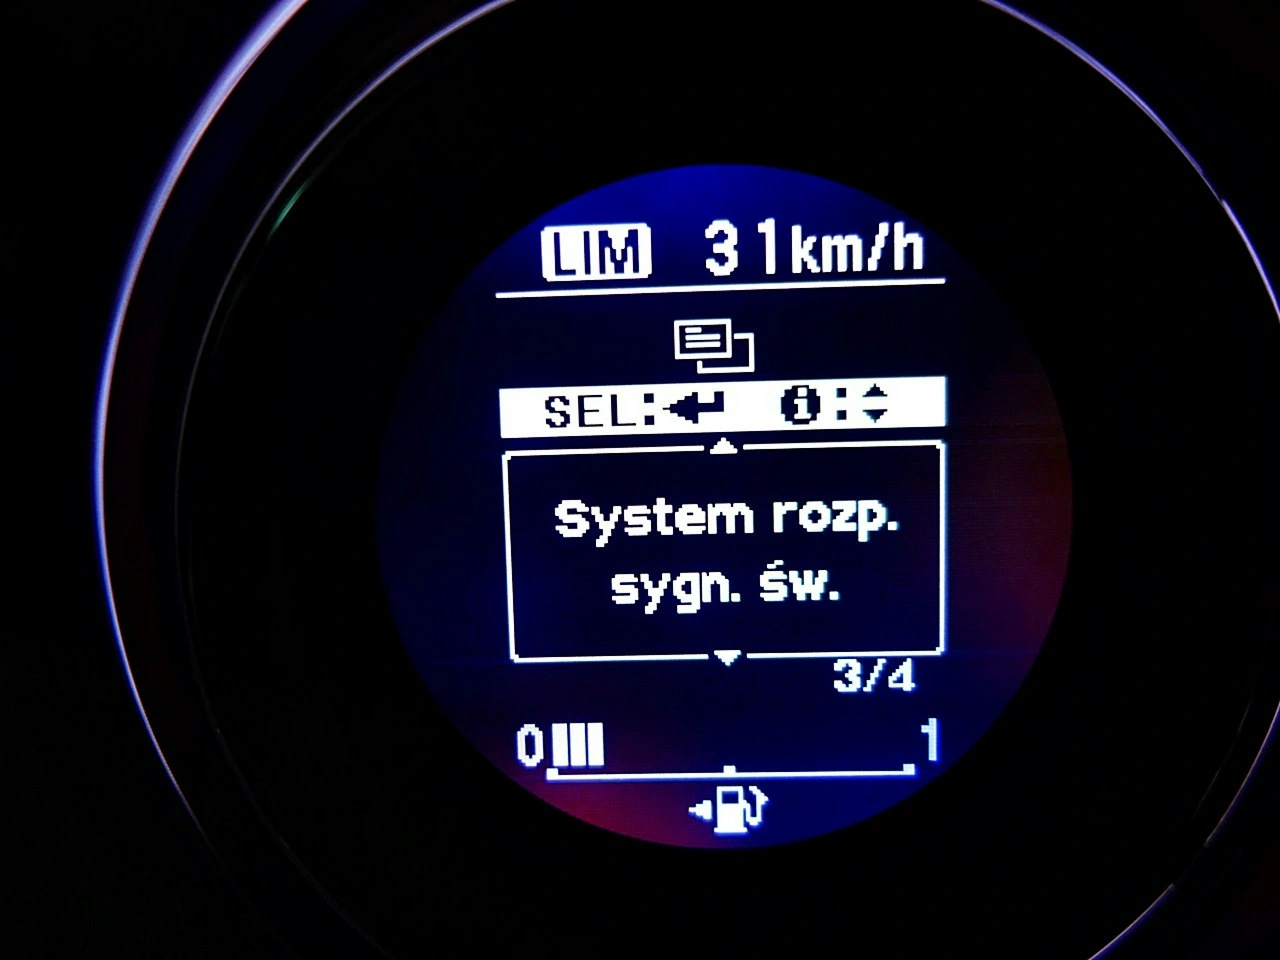 LIM 31km/h
SEL: i:
System rozp.
sygn. św.
3/4
0 1